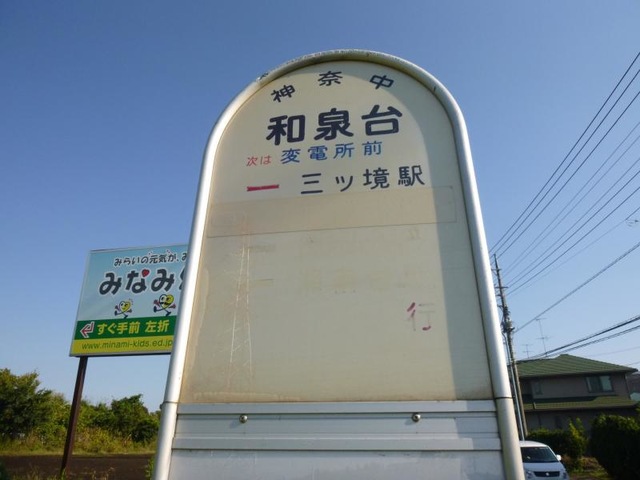 神奈中
和泉台
次は 変電所前
三ッ境駅
行
みらいの元気が、み
みなみ
すぐ手前 左折
www.minami-kids.ed.jp